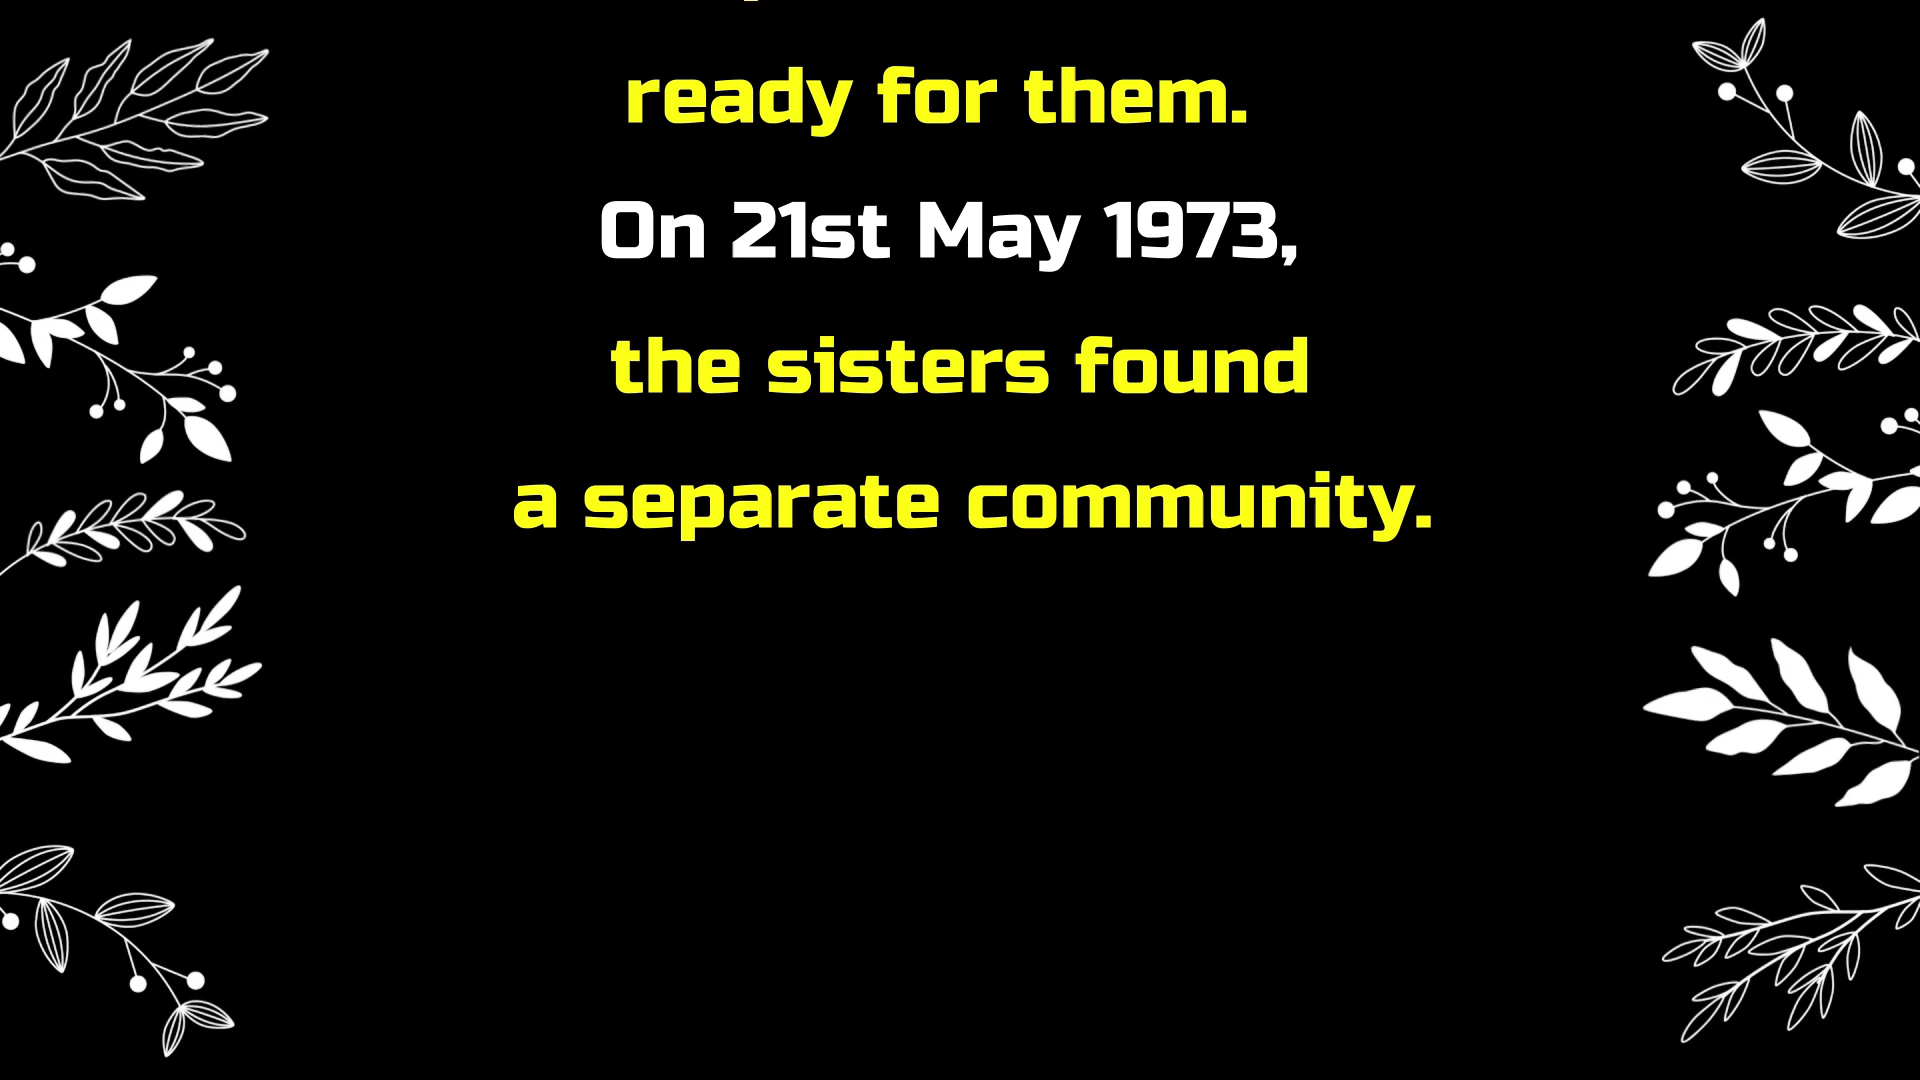 ready for them.
On 21st May 1973,
the sisters found
a separate community.